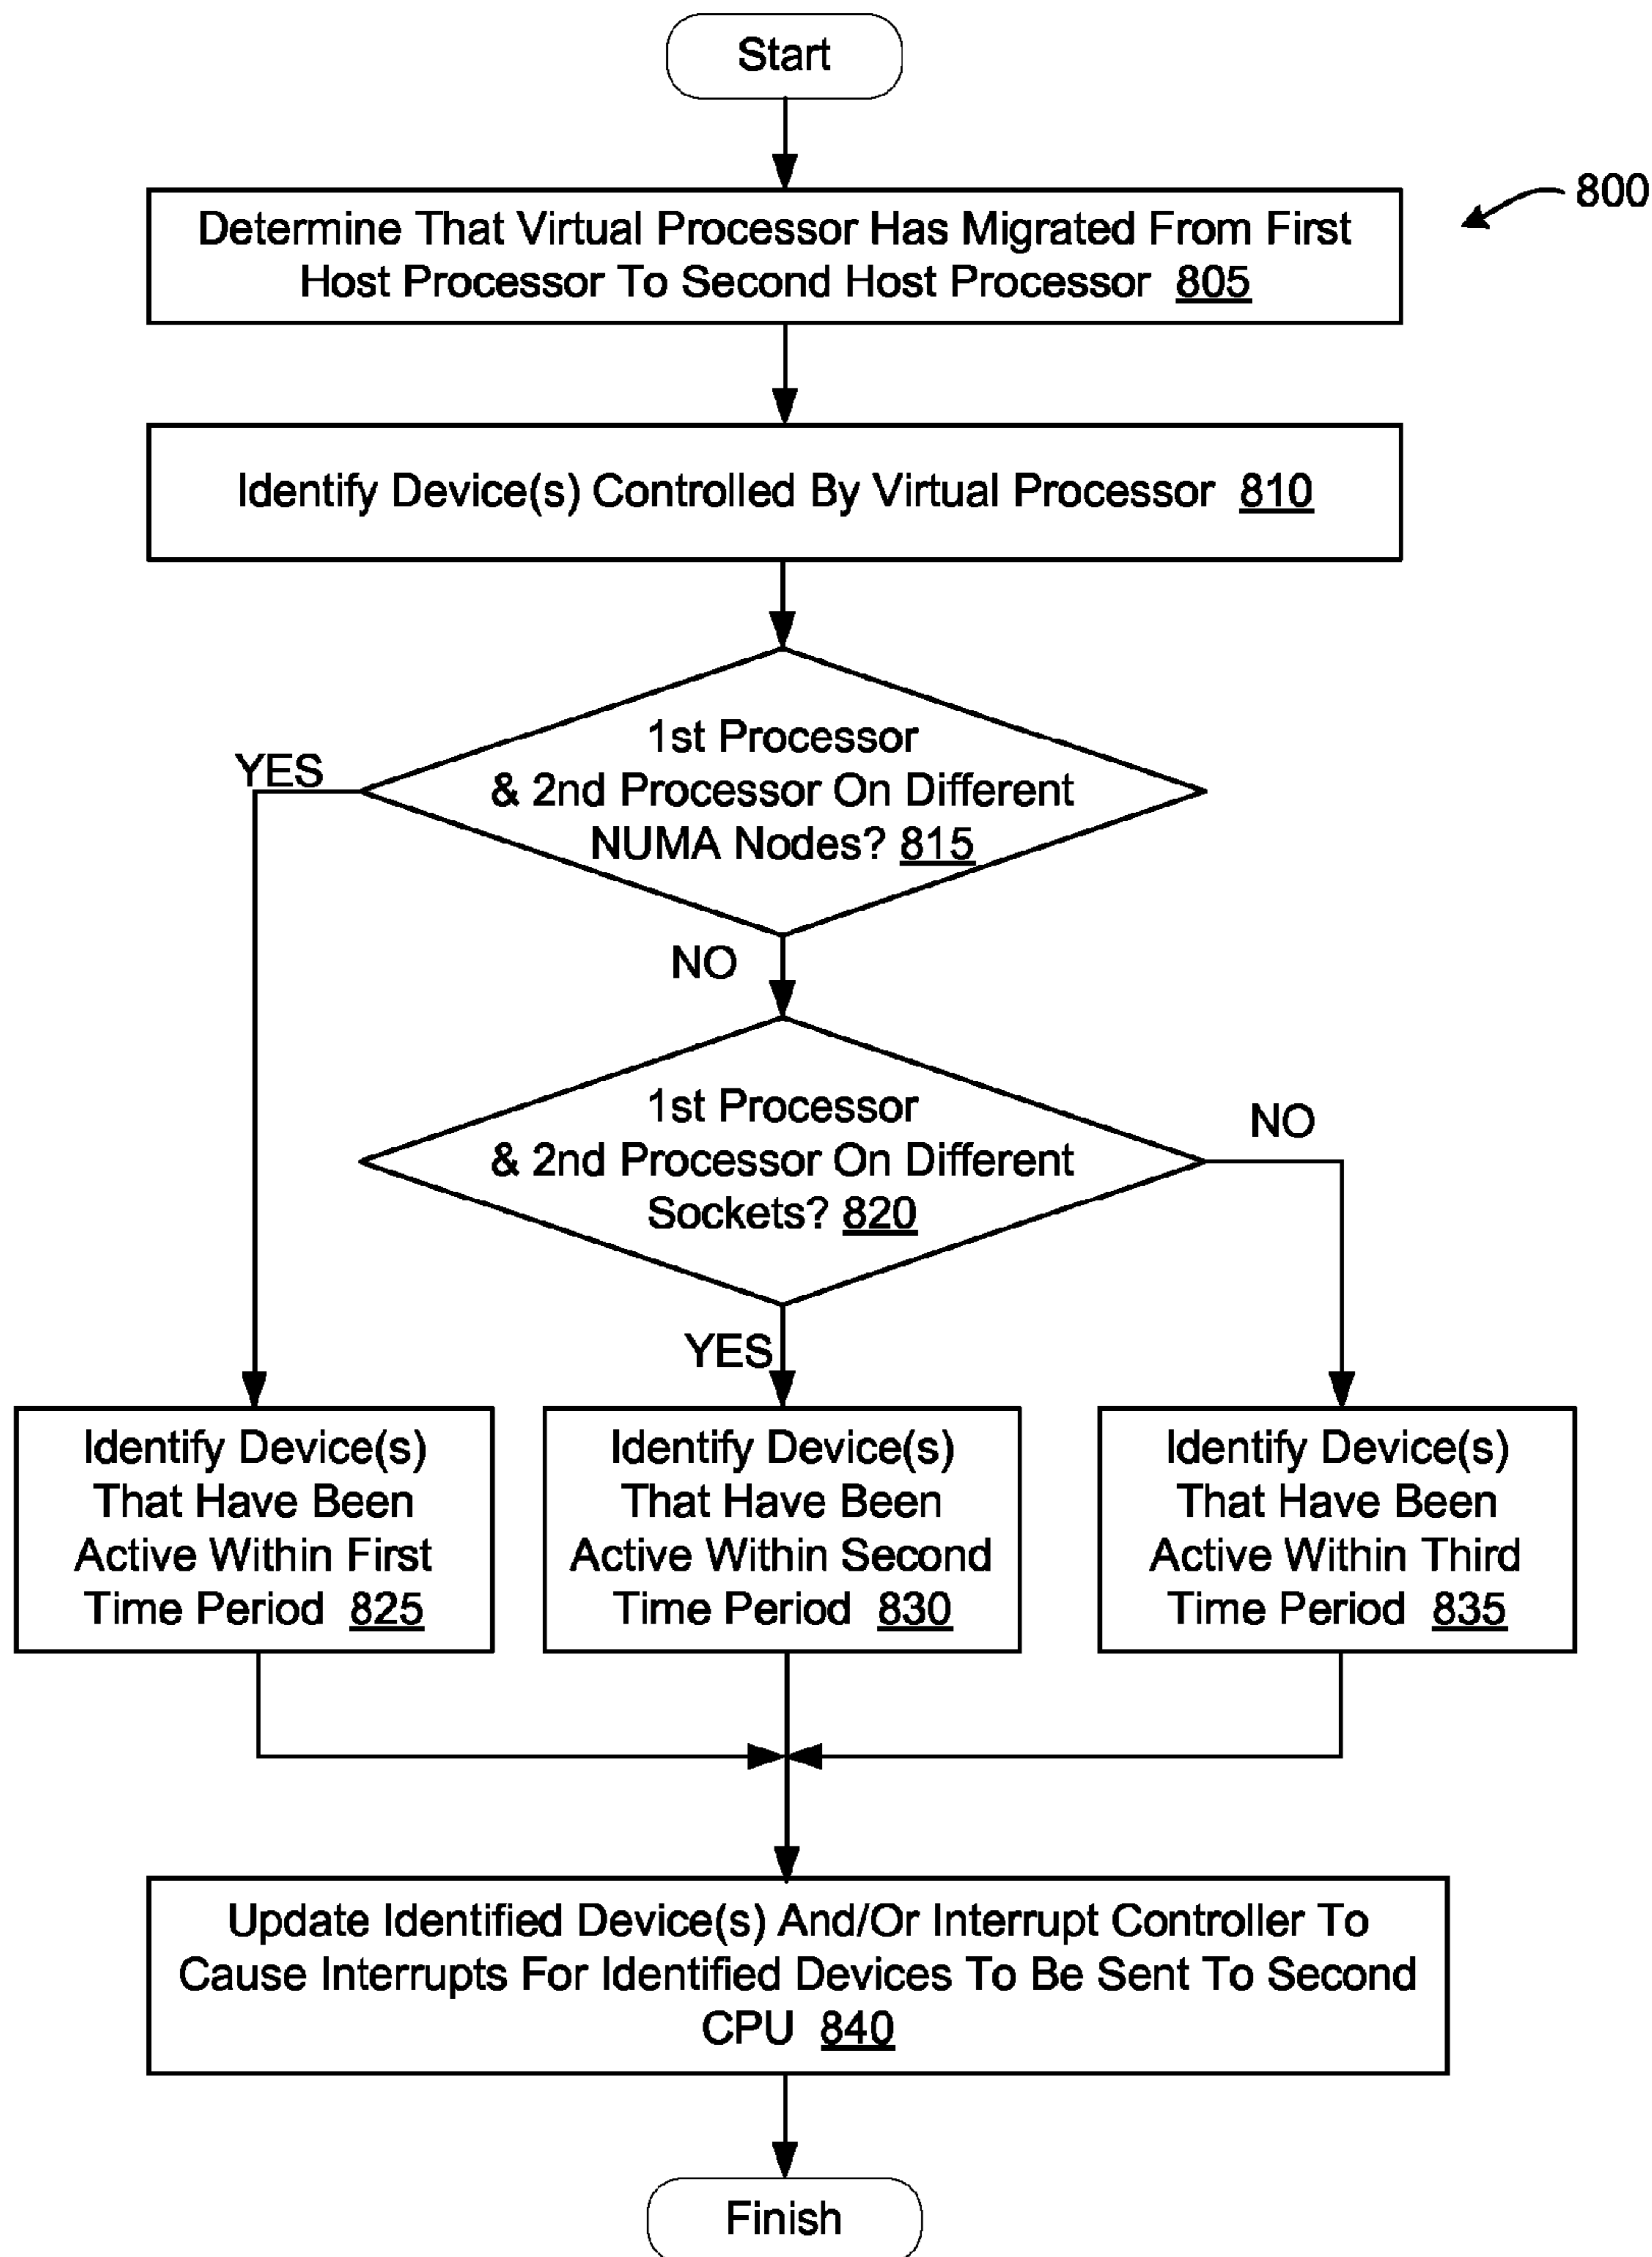 Start
800
Determine That Virtual Processor Has Migrated From First
Host Processor To Second Host Processor 805
Identify Device(s) Controlled By Virtual Processor 810
1st Processor
& 2nd Processor On Different
NUMA Nodes? 815
YES
NO
1st Processor
& 2nd Processor On Different
Sockets? 820
NO
YES
Identify Device(s)
That Have Been
Active Within First
Time Period 825
Identify Device(s)
That Have Been
Active Within Second
Time Period 830
Identify Device(s)
That Have Been
Active Within Third
Time Period 835
Update Identified Device(s) And/Or Interrupt Controller To
Cause Interrupts For Identified Devices To Be Sent To Second
CPU 840
Finish